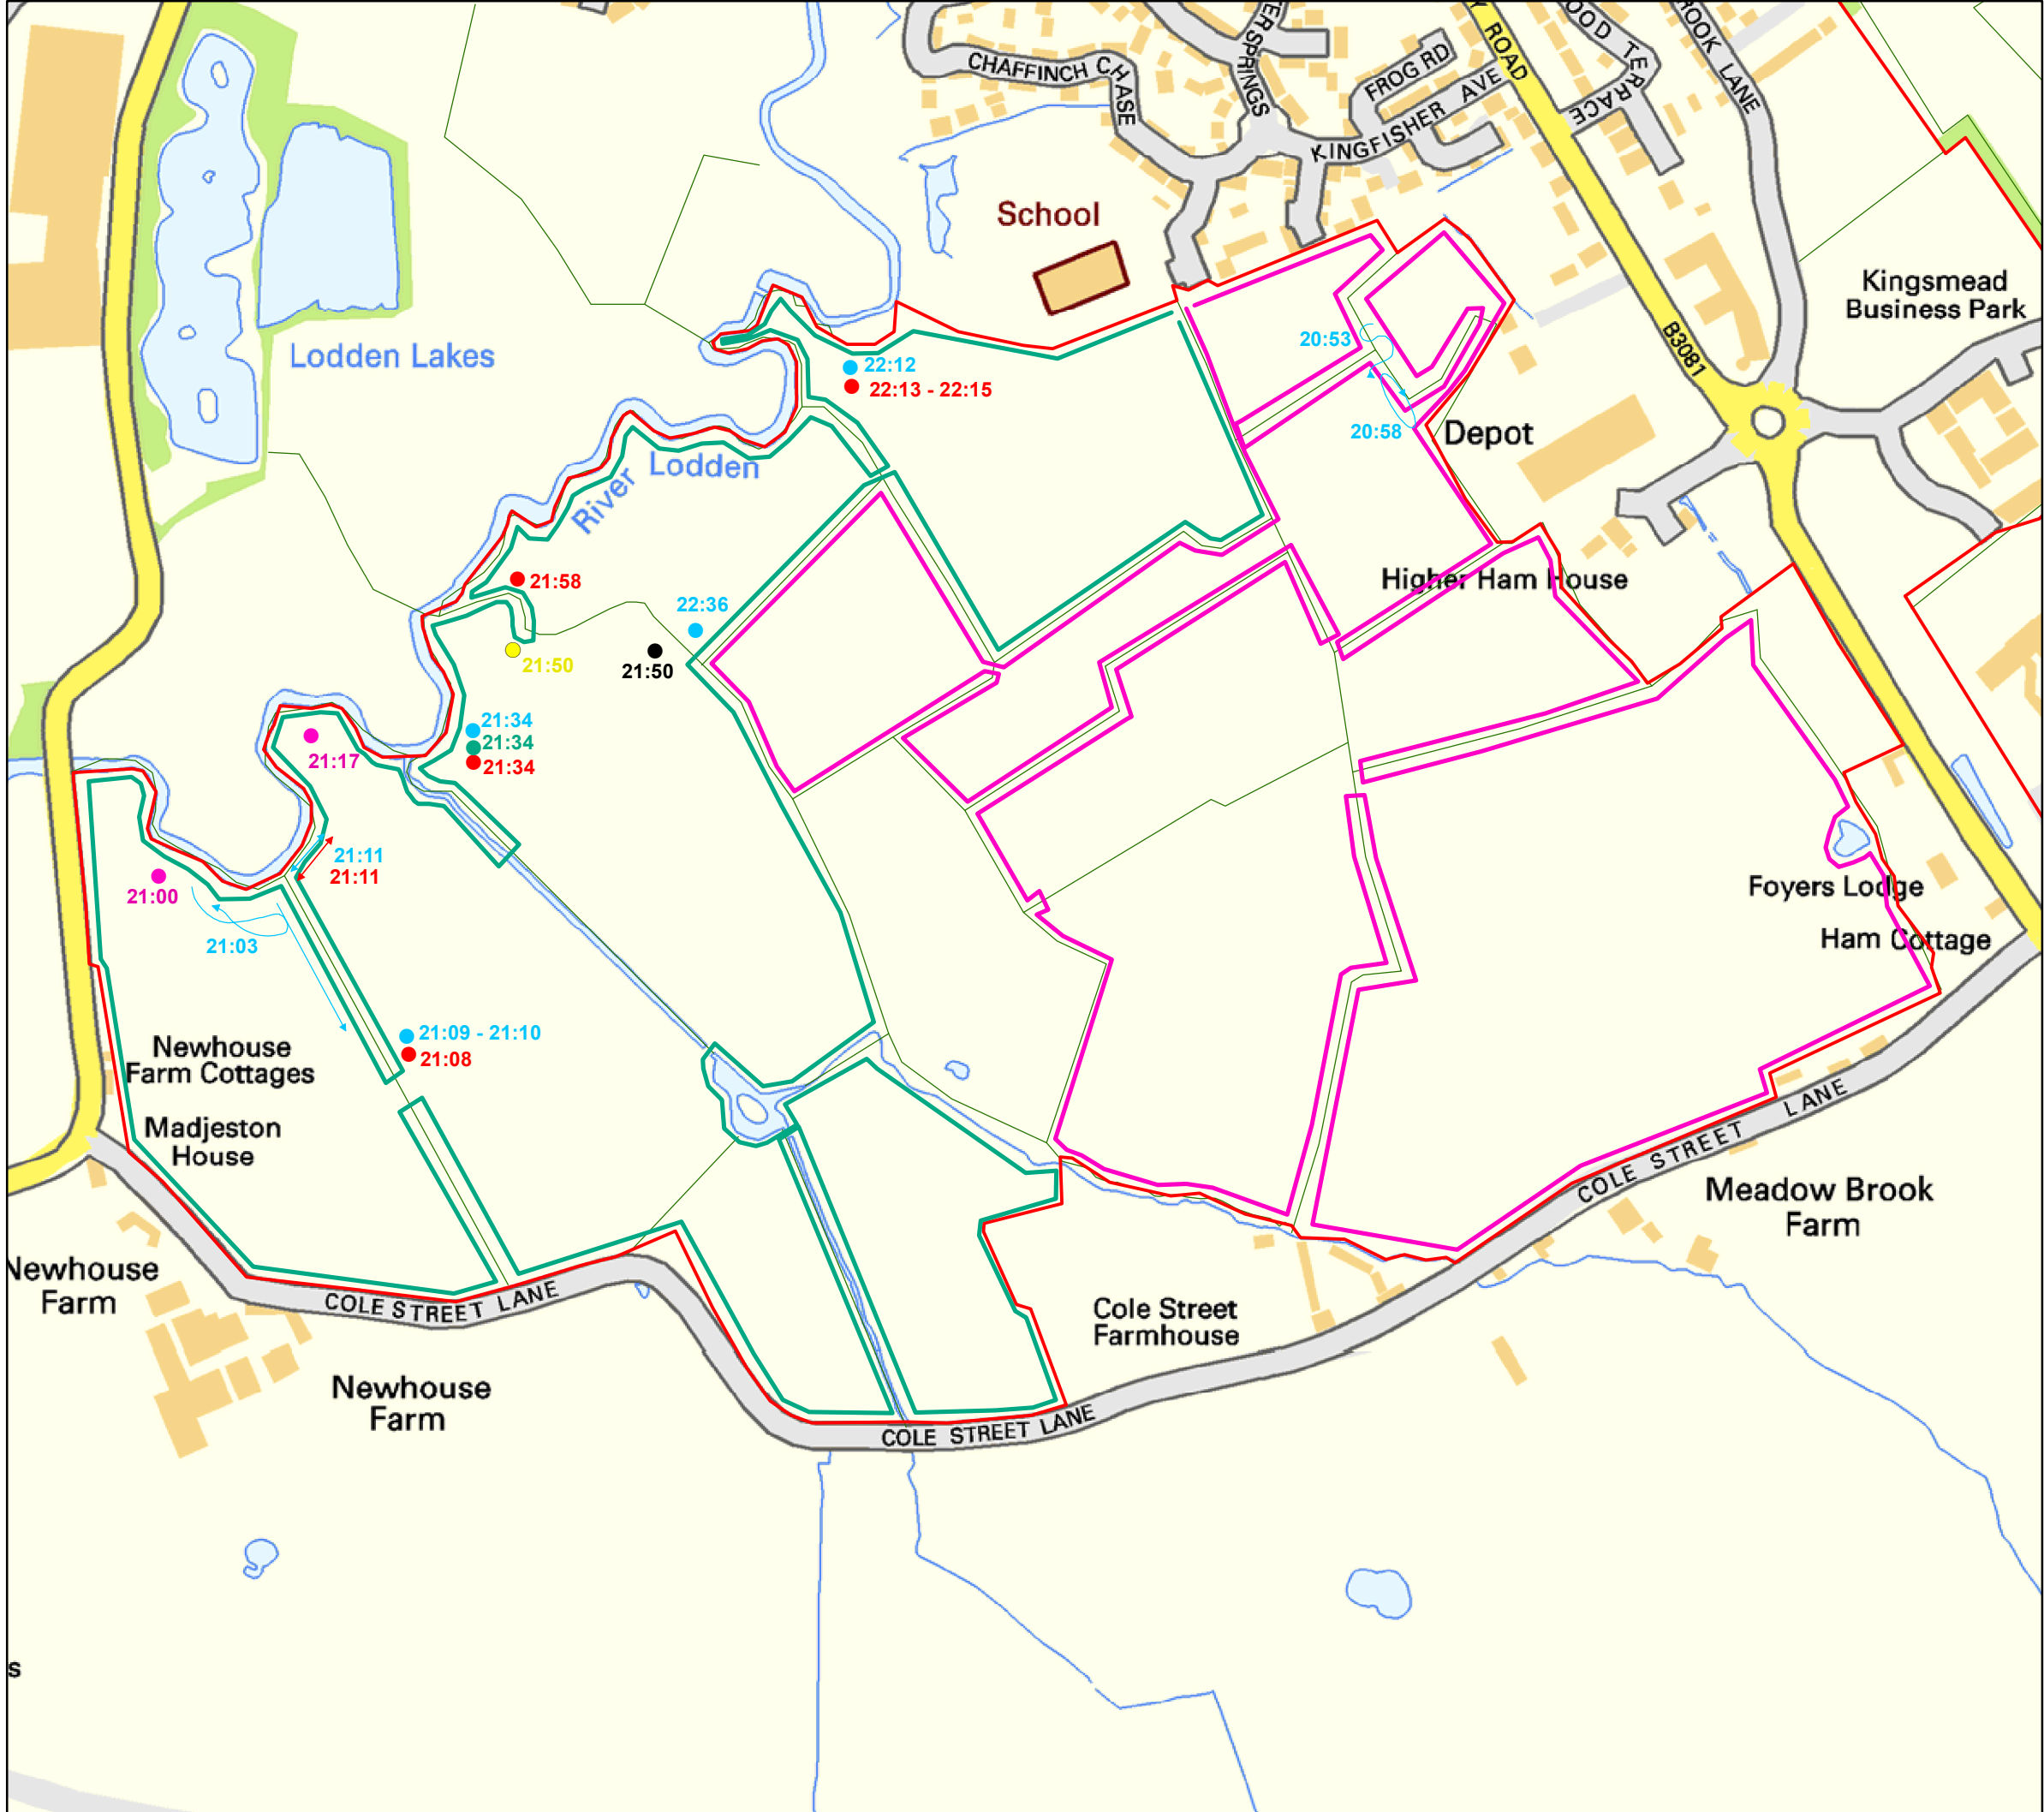 CHAFFINCH CHASE
FROG RD
KINGFISHER AVE
ROAD
TERRACE
LANE
School
Kingsmead
Business Park
Lodden Lakes
B3081
20:53
20:58
22:12
22:13 - 22:15
Depot
River Lodden
21:58
Higher Ham House
22:36
21:50
21:50
21:34
21:34
21:34
21:17
21:11
21:11
21:00
21:03
Foyers Lodge
Ham Cottage
21:09 - 21:10
21:08
Newhouse
Farm Cottages
Madjeston
House
COLE STREET LANE
Meadow Brook
Farm
Newhouse
Farm
COLE STREET LANE
Cole Street
Farmhouse
Newhouse
Farm
COLE STREET LANE
s